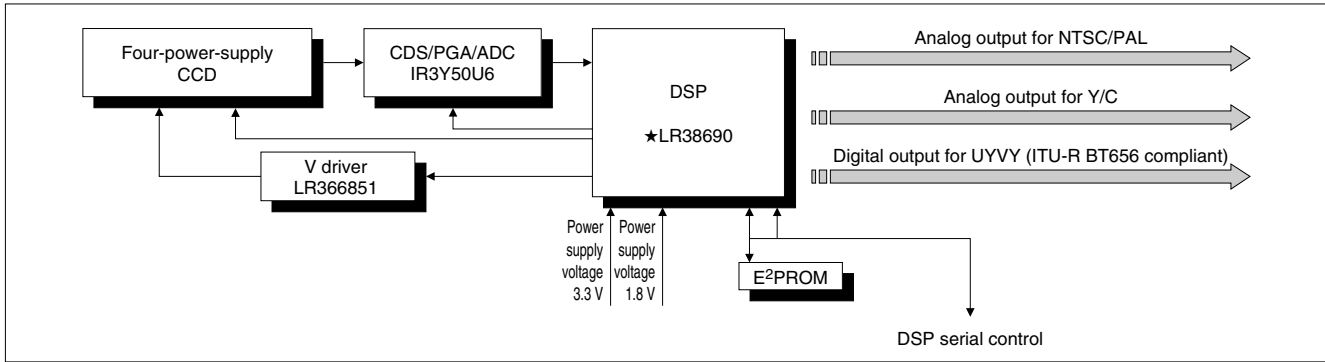 Four-power-supply
CCD
CDS/PGA/ADC
IR3Y50U6
DSP
★LR38690
V driver
LR366851
Analog output for NTSC/PAL
Analog output for Y/C
Digital output for UYVY (ITU-R BT656 compliant)
Power
supply
voltage
3.3 V
Power
supply
voltage
1.8 V
E²PROM
DSP serial control